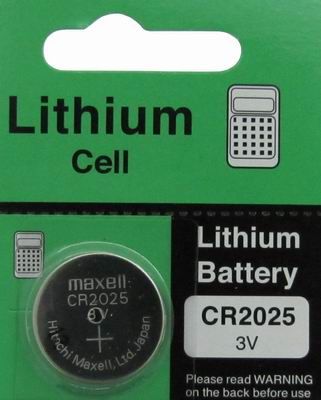 Lithium
Cell
Lithium
Battery
CR2025
3V
Please read WARNING
on the back before use
maxell
CR2025
3V
+
Hitachi Maxell, Ltd. Japan